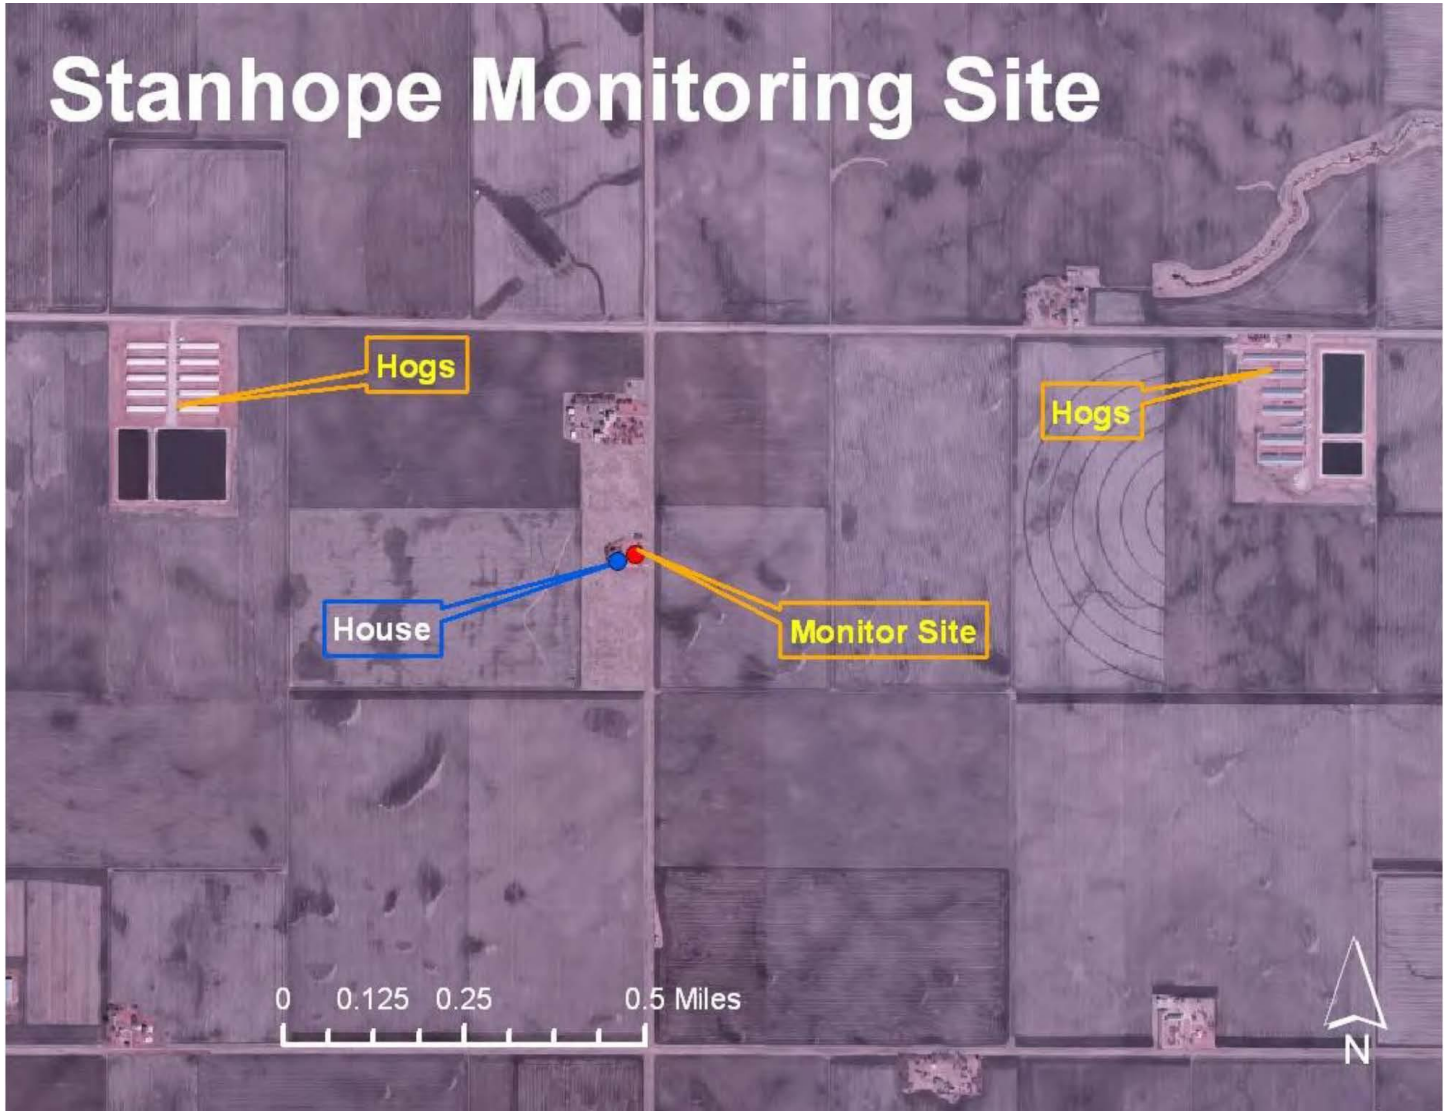 Stanhope Monitoring Site
Hogs
Hogs
House
Monitor Site
0 0.125 0.25 0.5 Miles
N